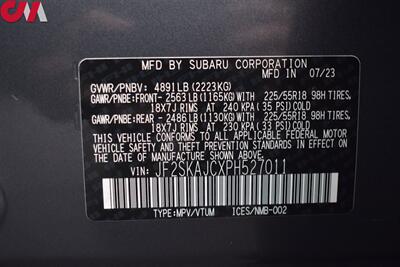 CM
MFD BY SUBARU CORPORATION
GVWR/PNBV: 4891LB (2223KG) MFD IN 07/23
GAWR/PNBE:FRONT- 2563LB (1165KG) WITH 225/55R18 98H TIRES,
18X7J RIMS AT 240 KPA (35 PSI) COLD
GAWR/PNBE:REAR - 2486LB (1130KG) WITH 225/55R18 98H TIRES,
18X7J RIMS AT 230 KPA (33 PSI) COLD
THIS VEHICLE CONFORMS TO ALL APPLICABLE FEDERAL MOTOR
VEHICLE SAFETY BUMPER AND THEFT PREVENTION STANDARDS
IN EFFECT ON THE DATE OF MANUFACTURE SHOWN ABOVE.
VIN: JF2SKAJCXPH527011
TYPE:MPV/VTUM ICES/NMB-002